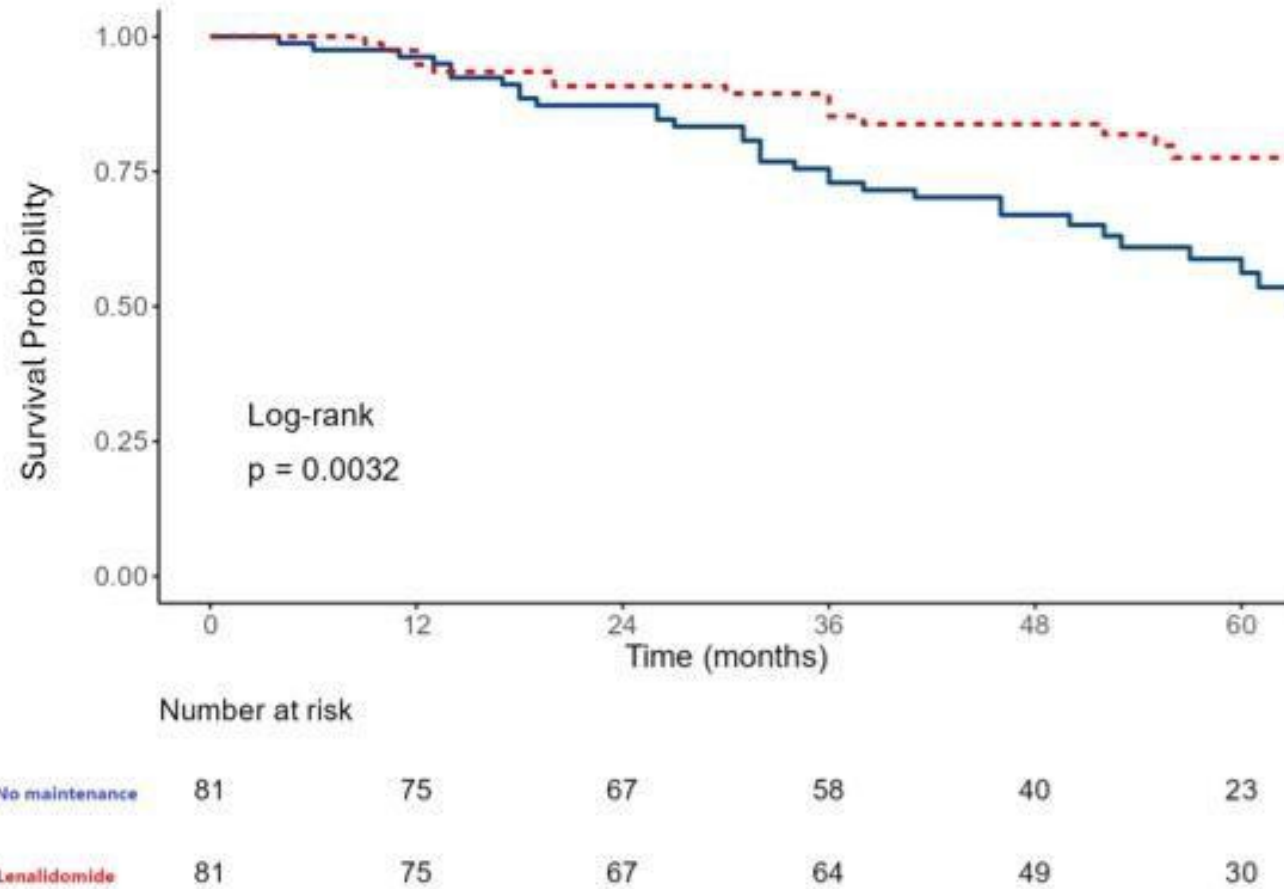 Survival Probability
1.00
0.75
0.50
0.25
0.00
Log-rank
p = 0.0032
0 12 24 36 48 60
Time (months)
Number at risk
No maintenance 81 75 67 58 40 23
Lenalidomide 81 75 67 64 49 30